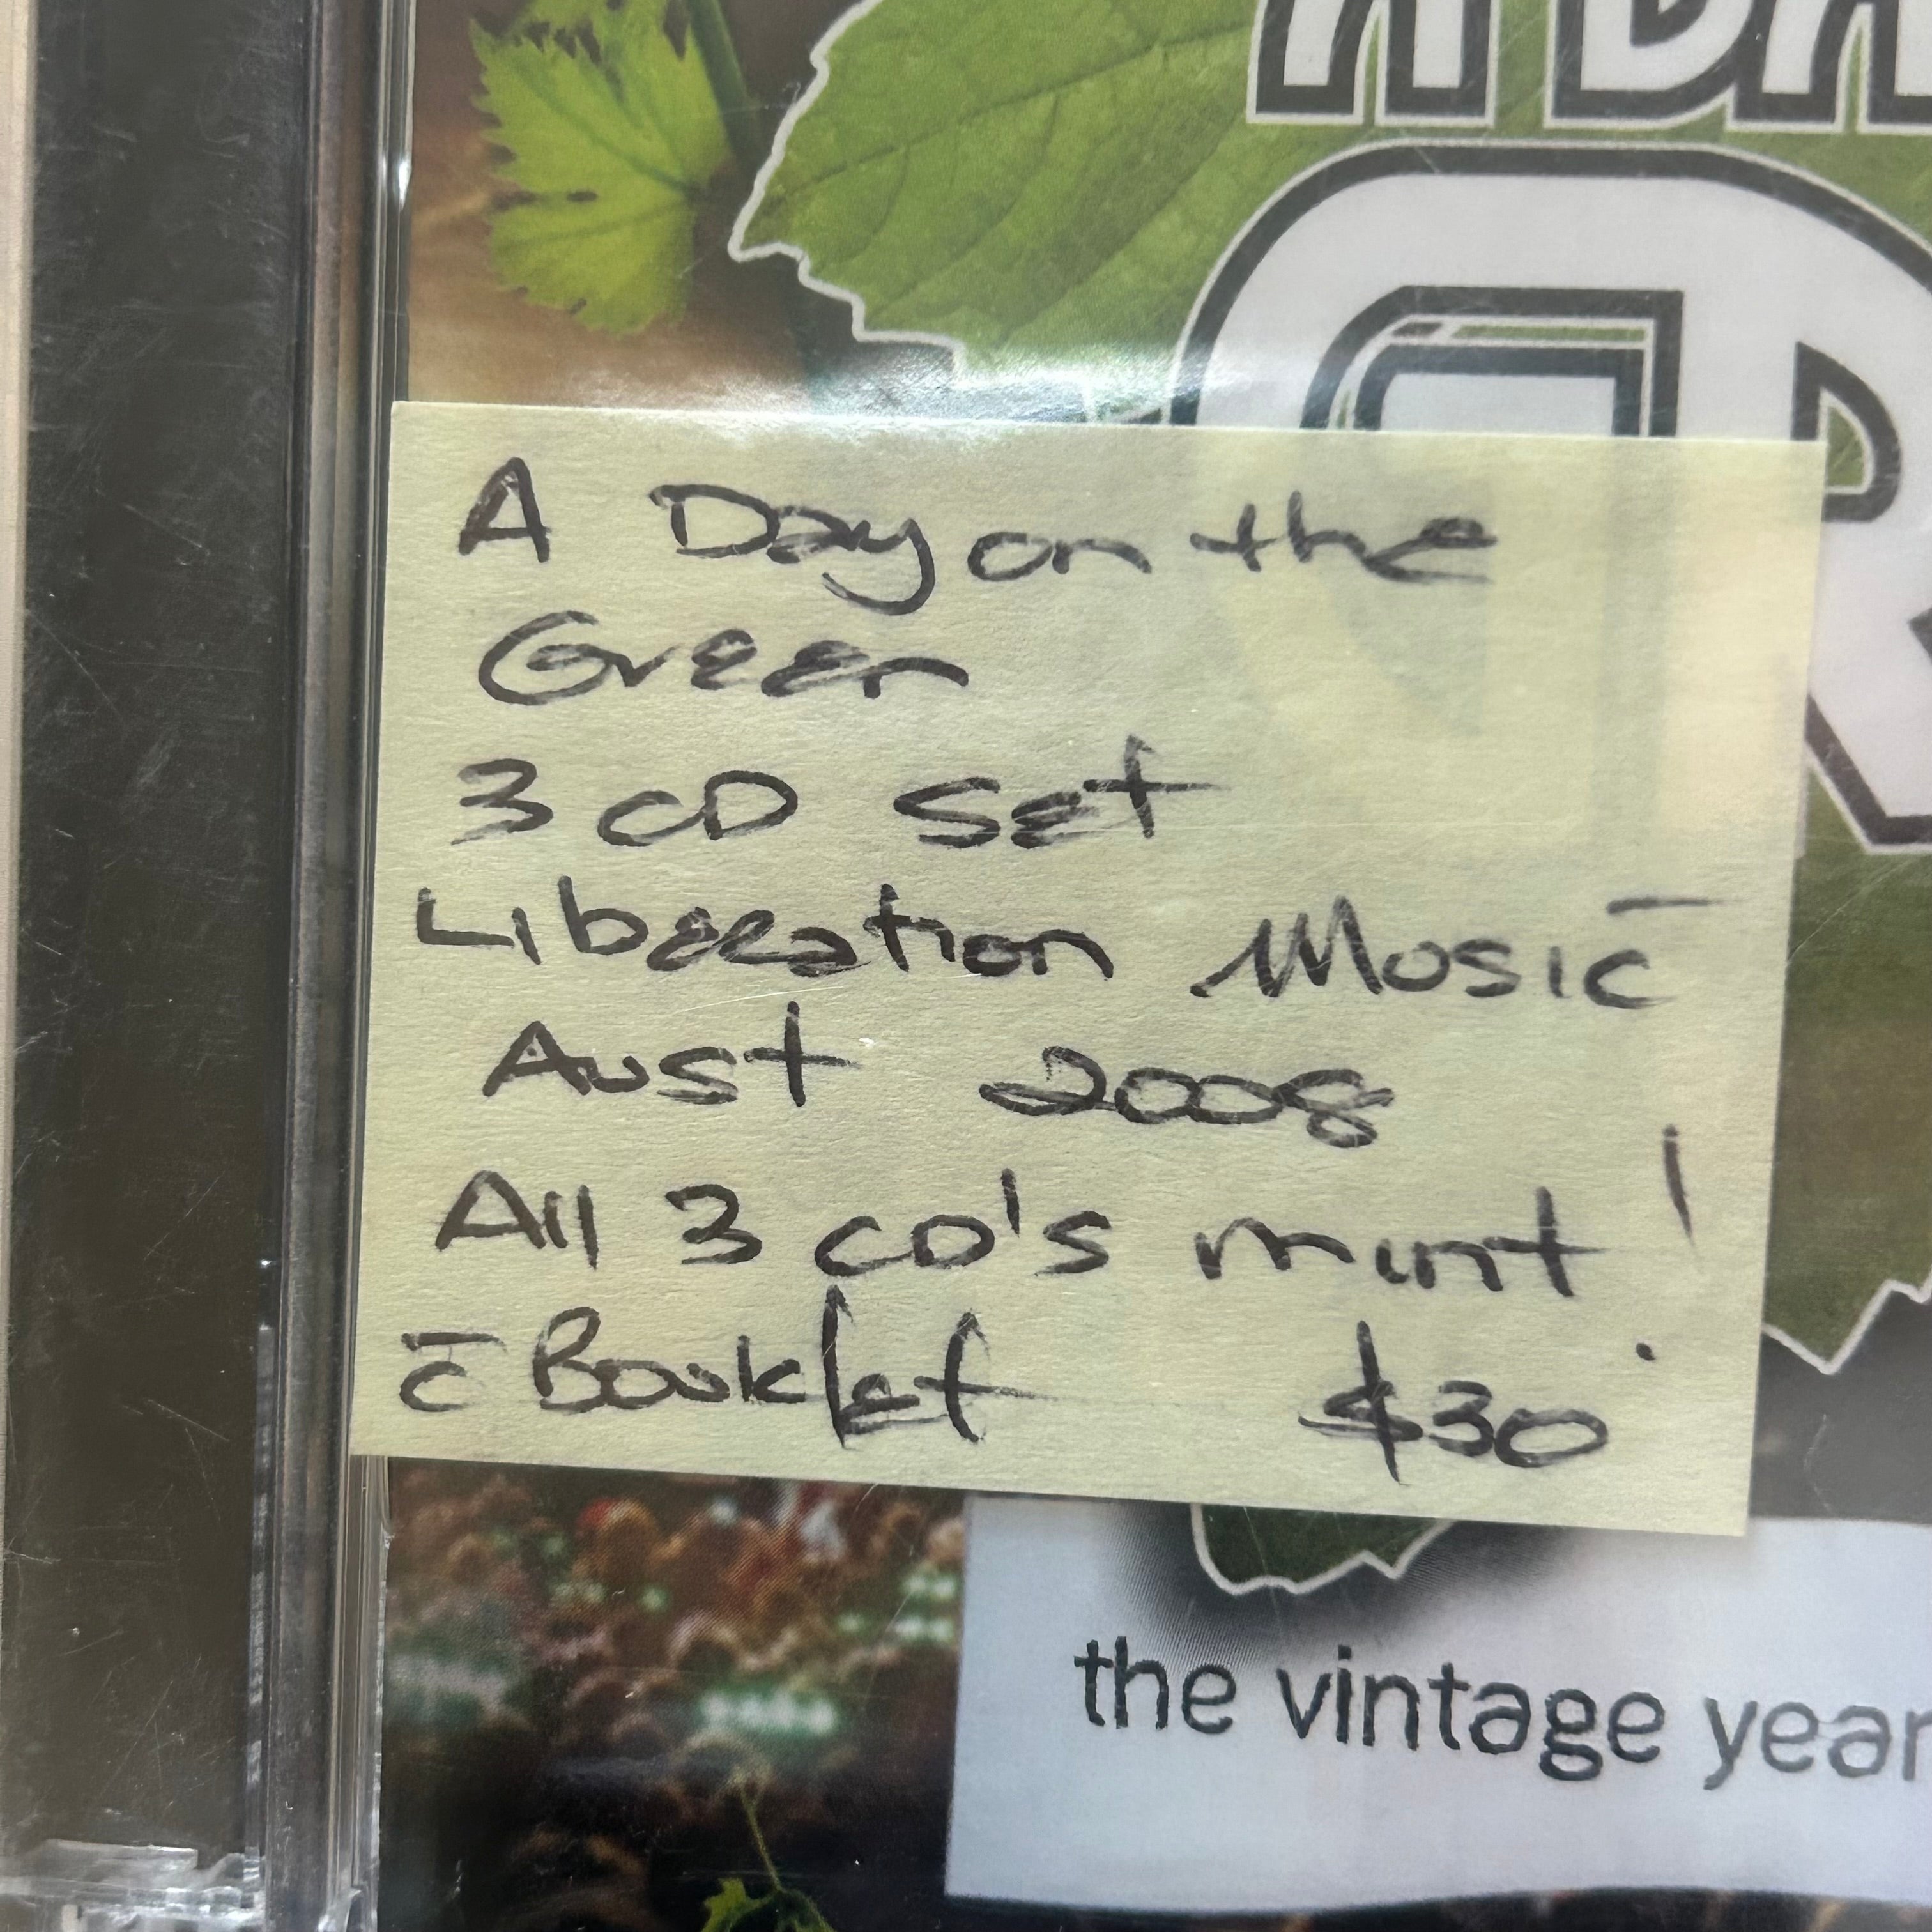 A DA
A Day on the
Green
3 CD set
Liberation Music
Aust 2008
All 3 CD's mint!
c̄ Booklet $30
the vintage year